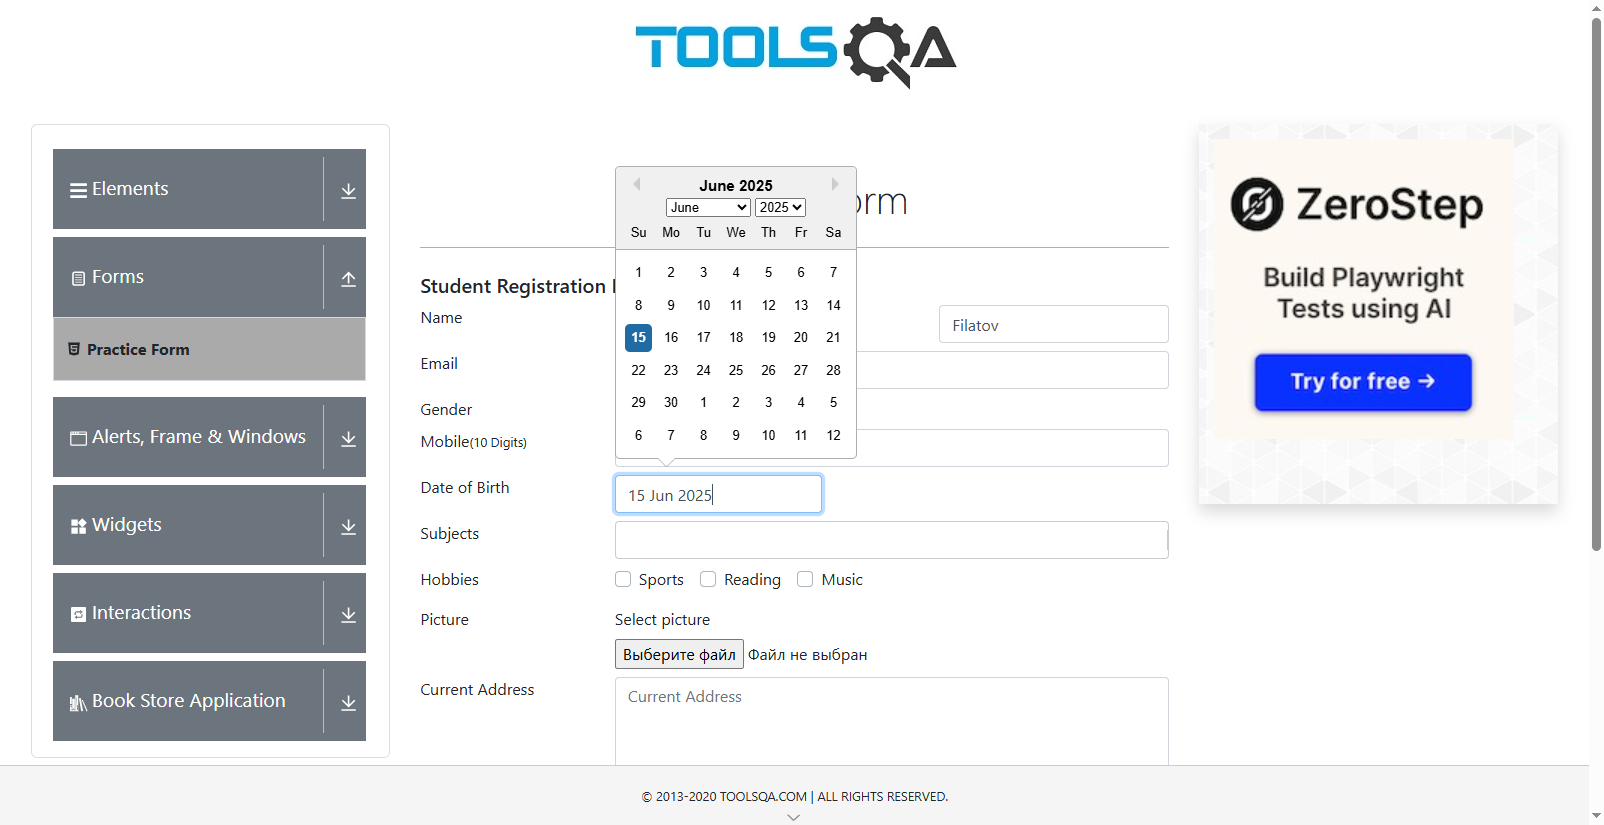 TOOLSQA
Elements
Forms
Practice Form
Alerts, Frame & Windows
Widgets
Interactions
Book Store Application
orm
Student Registration
Name
Filatov
Email
Gender
Mobile(10 Digits)
Date of Birth
15 Jun 2025
Subjects
Hobbies
Sports Reading Music
Picture
Select picture
Выберите файл Файл не выбран
Current Address
Current Address
June 2025
June 2025
Su Mo Tu We Th Fr Sa
1 2 3 4 5 6 7
8 9 10 11 12 13 14
15 16 17 18 19 20 21
22 23 24 25 26 27 28
29 30 1 2 3 4 5
6 7 8 9 10 11 12
ZeroStep
Build Playwright
Tests using AI
Try for free →
© 2013-2020 TOOLSQA.COM | ALL RIGHTS RESERVED.